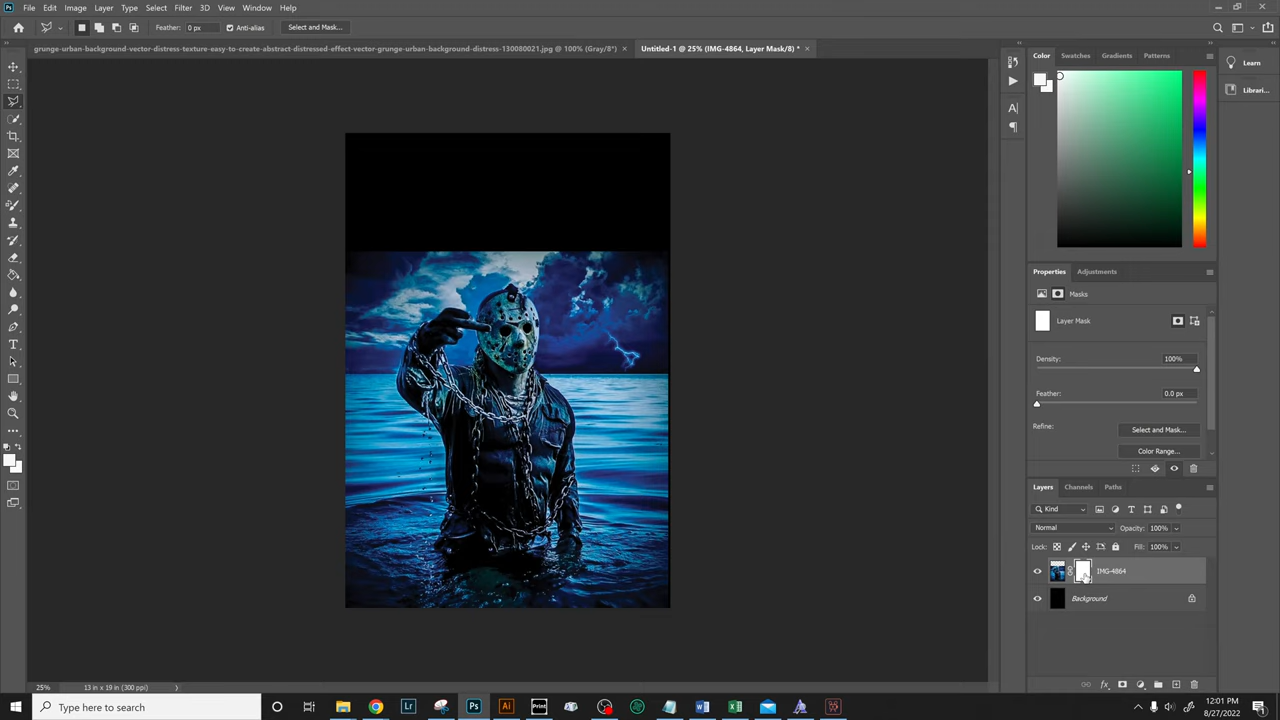 Ps File Edit Image Layer Type Select Filter 3D View Window Help
Feather: 0 px Anti-alias Select and Mask...
grunge-urban-background-vector-distress-texture-easy-to-create-abstract-distressed-effect-vector-grunge-urban-background-distress-130080021.jpg @ 100% (Gray/8*) × Untitled-1 @ 25% (IMG-4864, Layer Mask/8) * ×
Color Swatches Gradients Patterns
Learn
Librari...
Properties Adjustments
Masks
Layer Mask
Density: 100%
Feather: 0.0 px
Refine: Select and Mask...
Color Range...
Layers Channels Paths
Kind
Normal Opacity: 100%
Lock: Fill: 100%
IMG-4864
Background
25% 13 in x 19 in (300 ppi)
Type here to search
Lr Ps Ai Print
12:01 PM
8/27/2022